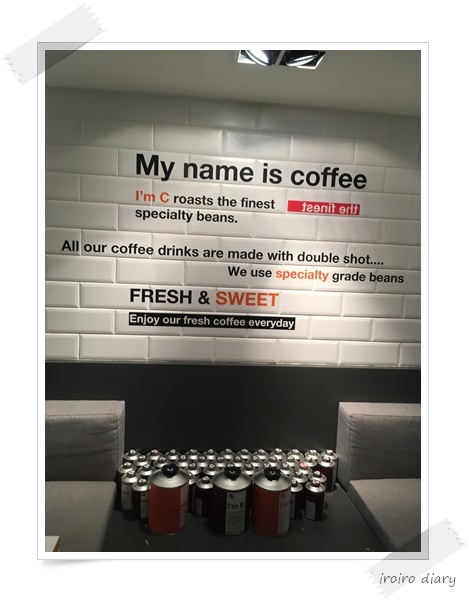 My name is coffee
I'm C roasts the finest
the finest
specialty beans.
All our coffee drinks are made with double shot....
We use specialty grade beans
FRESH & SWEET
Enjoy our fresh coffee everyday
I'm K
iroiro diary